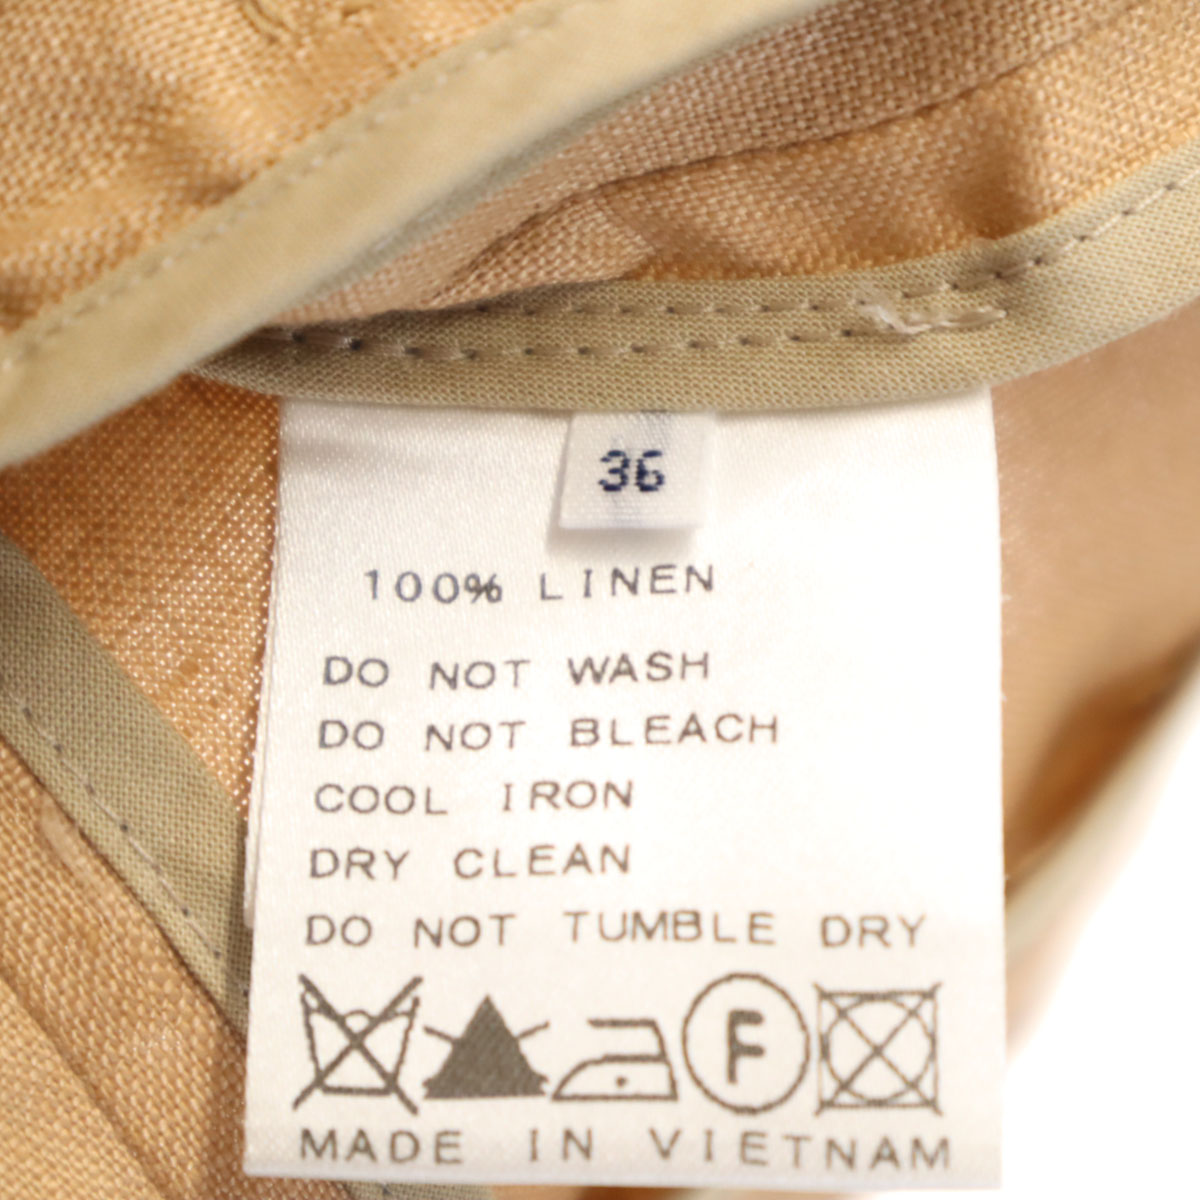 36
100% LINEN
DO NOT WASH
DO NOT BLEACH
COOL IRON
DRY CLEAN
DO NOT TUMBLE DRY
F
MADE IN VIETNAM